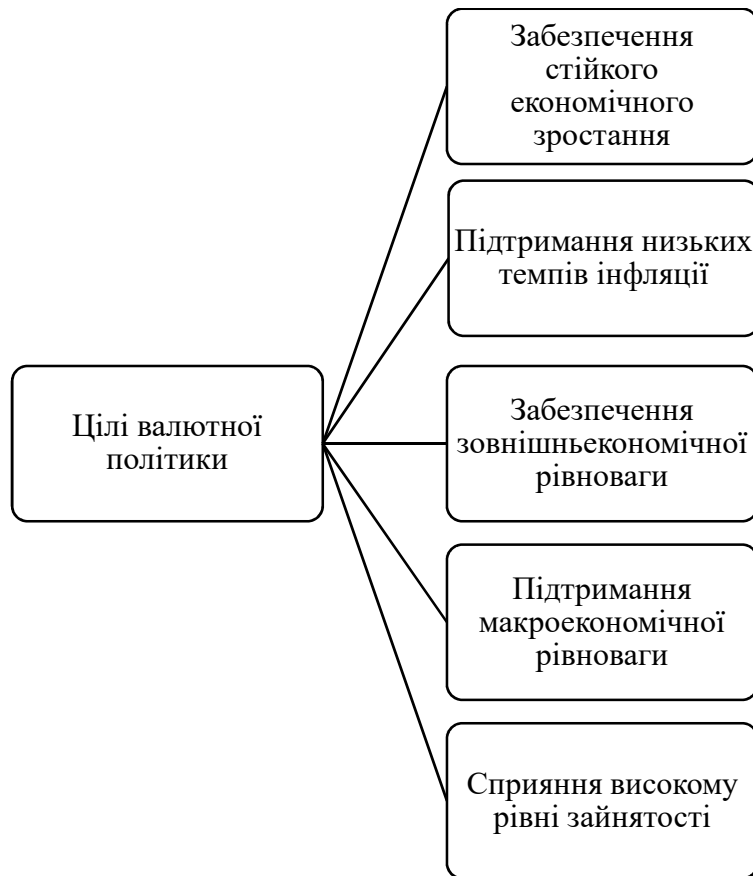 Забезпечення
стійкого
економічного
зростання
Підтримання низьких
темпів інфляції
Цілі валютної
політики
Забезпечення
зовнішньекономічної
рівноваги
Підтримання
макроекономічної
рівноваги
Сприяння високому
рівні зайнятості